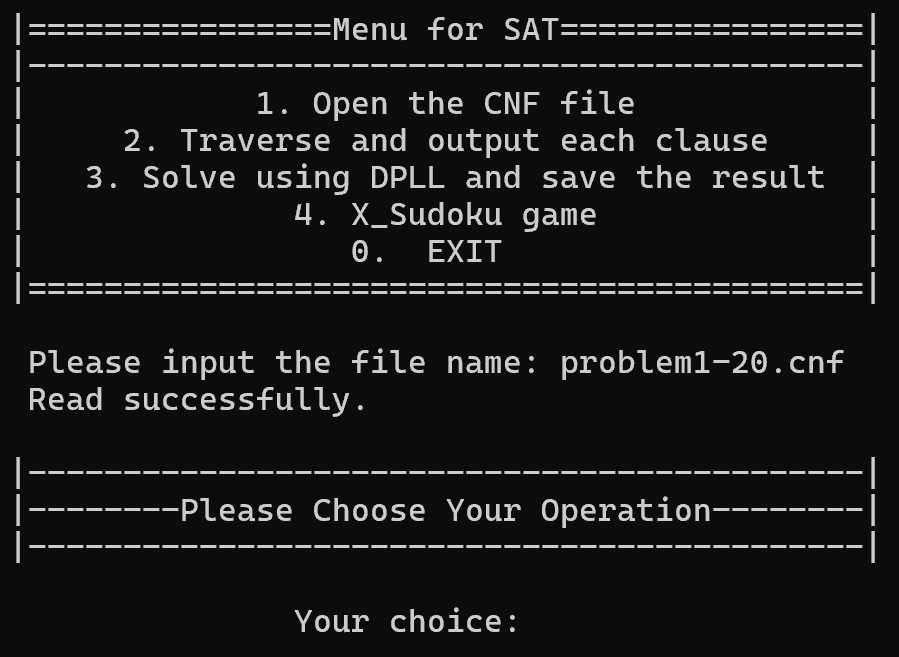 |================Menu for SAT================|
|--------------------------------------------|
|            1. Open the CNF file            |
|     2. Traverse and output each clause     |
|   3. Solve using DPLL and save the result  |
|              4. X_Sudoku game              |
|                 0.  EXIT                   |
|============================================|
Please input the file name: problem1-20.cnf
Read successfully.
|--------------------------------------------|
|--------Please Choose Your Operation--------|
|--------------------------------------------|
Your choice: